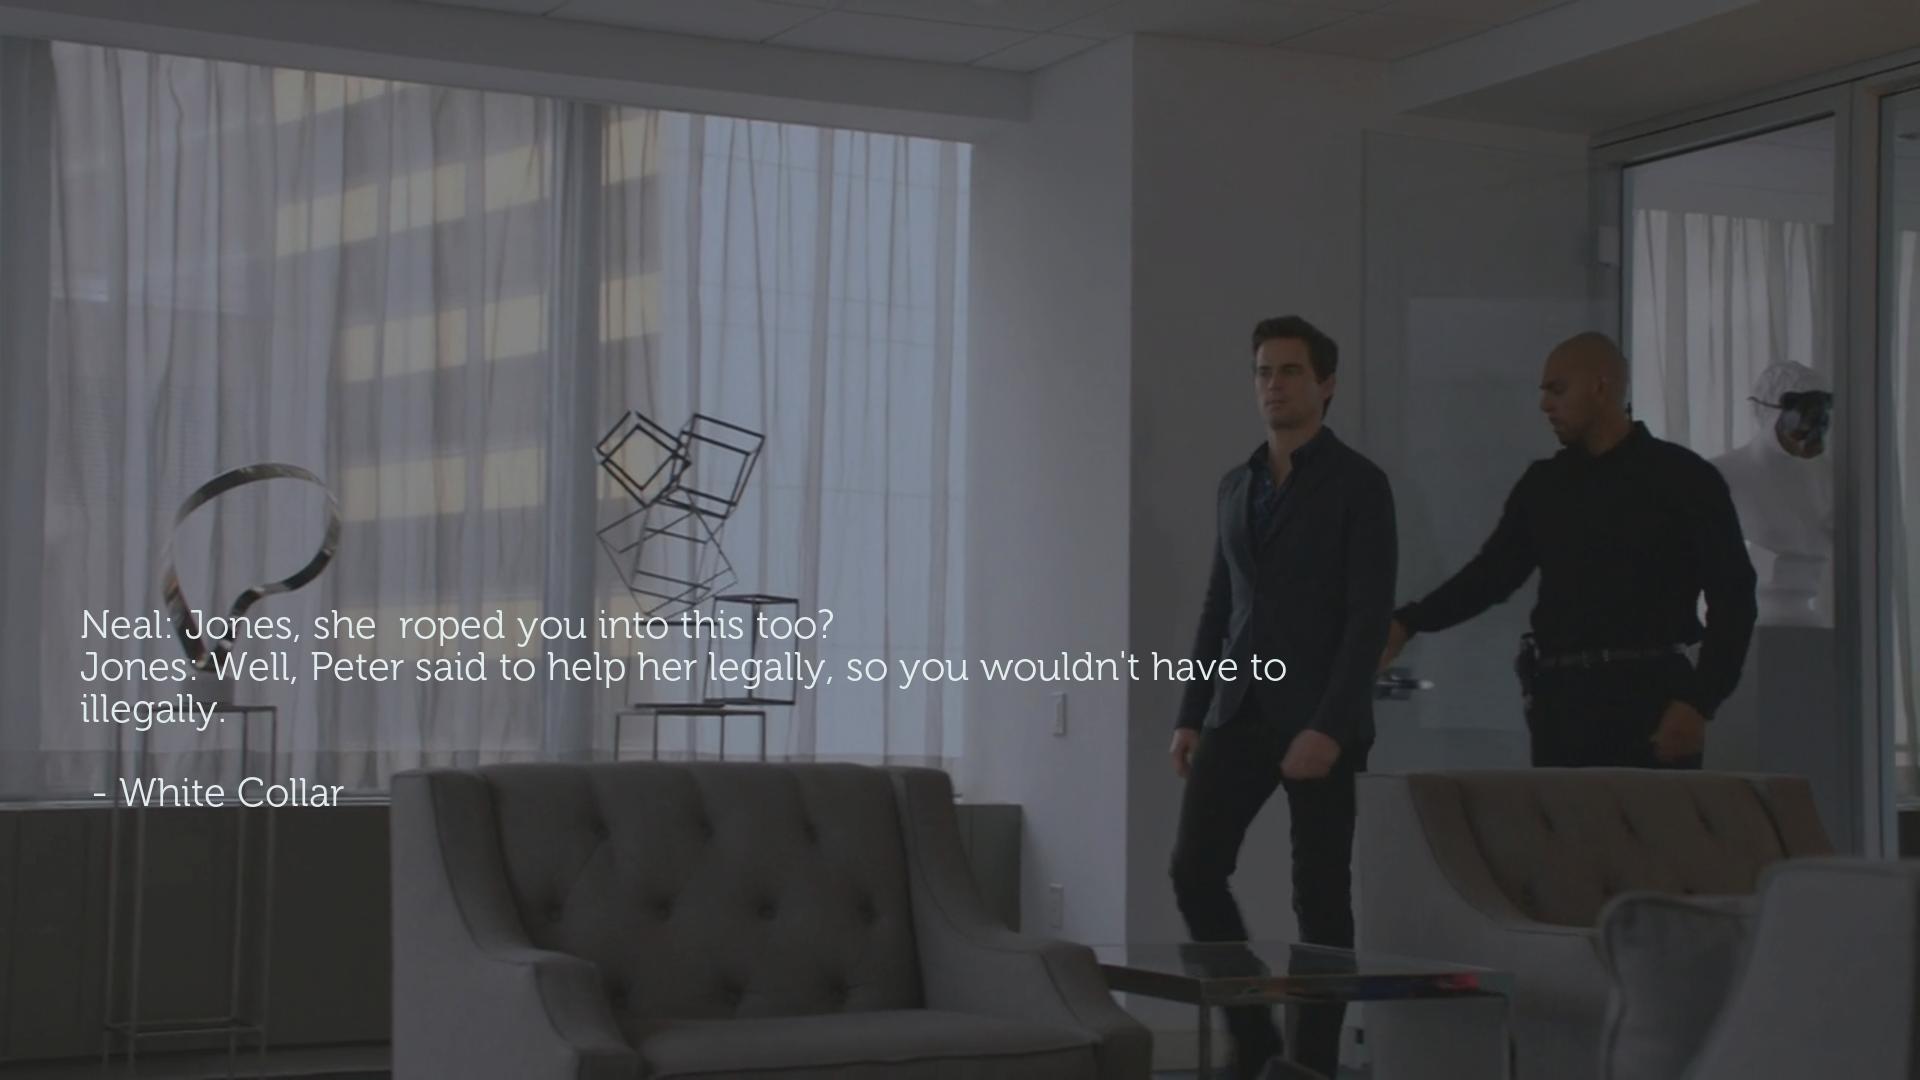 Neal: Jones, she  roped you into this too?
Jones: Well, Peter said to help her legally, so you wouldn't have to
illegally.
- White Collar